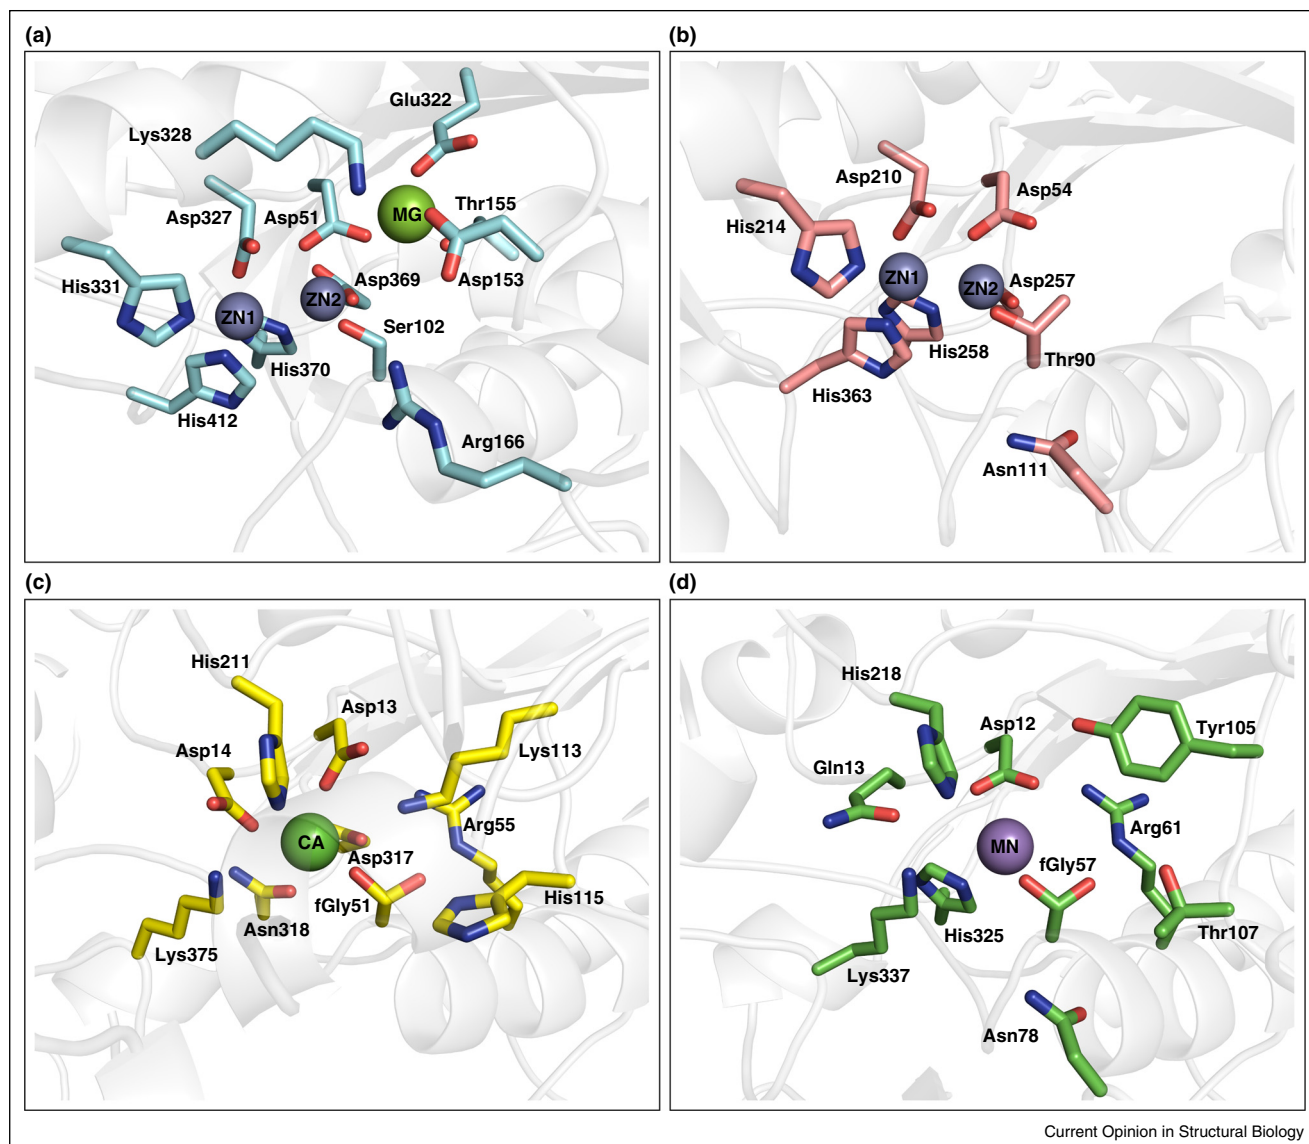 (a)
Glu322
Lys328
Asp327
Asp51
MG
Thr155
His331
Asp369
Asp153
ZN2
ZN1
Ser102
His370
His412
Arg166
(b)
Asp210
Asp54
His214
ZN1
ZN2
Asp257
His258
Thr90
His363
Asn111
(c)
His211
Asp13
Asp14
Lys113
CA
Arg55
Asp317
fGly51
His115
Asn318
Lys375
(d)
His218
Asp12
Tyr105
Gln13
MN
Arg61
fGly57
His325
Thr107
Lys337
Asn78
Current Opinion in Structural Biology